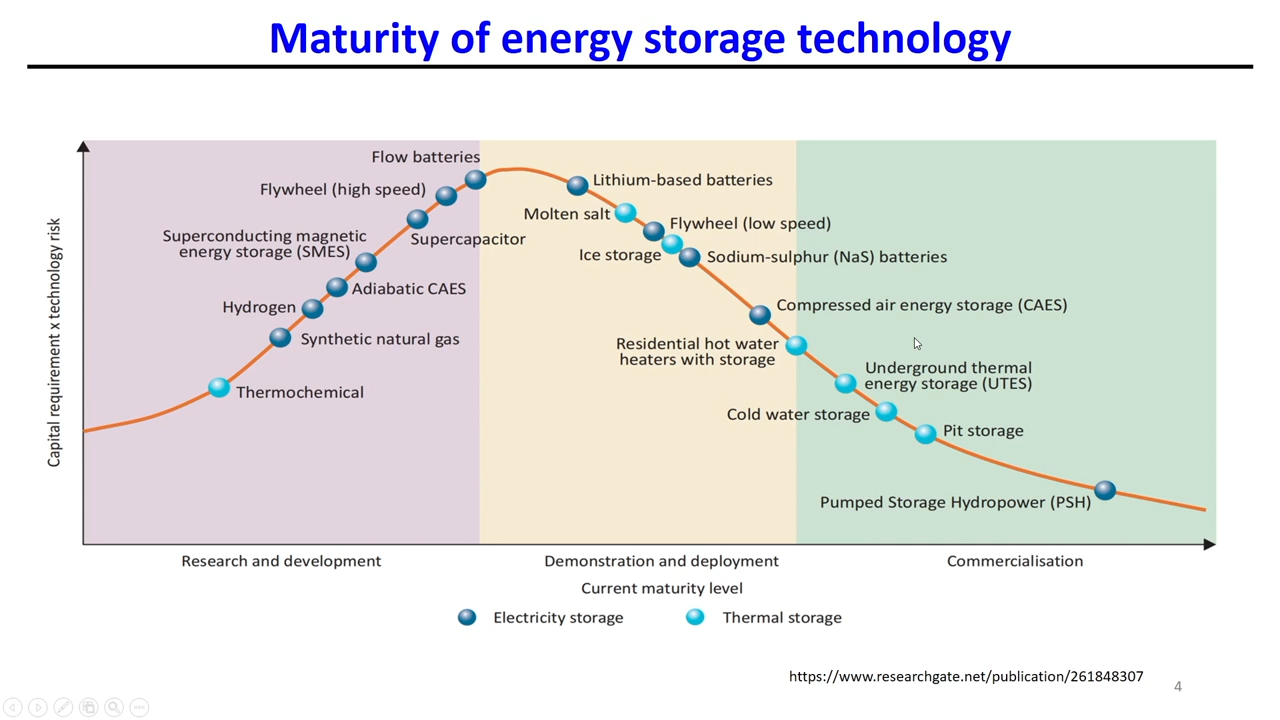 Maturity of energy storage technology
Capital requirement x technology risk
Flow batteries
Flywheel (high speed)
Superconducting magnetic
energy storage (SMES)
Supercapacitor
Adiabatic CAES
Hydrogen
Synthetic natural gas
Thermochemical
Lithium-based batteries
Molten salt
Flywheel (low speed)
Ice storage
Sodium-sulphur (NaS) batteries
Compressed air energy storage (CAES)
Residential hot water
heaters with storage
Underground thermal
energy storage (UTES)
Cold water storage
Pit storage
Pumped Storage Hydropower (PSH)
Research and development
Demonstration and deployment
Commercialisation
Current maturity level
Electricity storage
Thermal storage
https://www.researchgate.net/publication/261848307
4